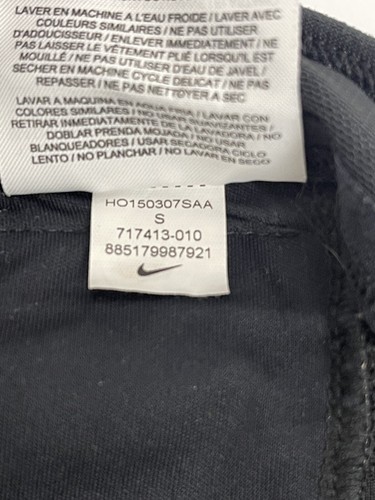 LAVER EN MACHINE A L'EAU FROIDE / LAVER AVEC
COULEURS SIMILAIRES / NE PAS UTILISER
D'ADOUCISSEUR / ENLEVER IMMEDIATEMENT / NE
PAS LAISSER LE VÊTEMENT PLIÉ LORSQU'IL EST
MOUILLÉ / NE PAS UTILISER D'EAU DE JAVEL /
SECHER EN MACHINE CYCLE DELICAT / NE PAS
REPASSER / NE PAS NETTOYER A SEC
LAVAR A MAQUINA EN AGUA FRIA / LAVAR CON
COLORES SIMILARES / NO USAR SUAVIZANTES /
RETIRAR INMEDIATAMENTE DE LA LAVADORA / NO
DOBLAR PRENDA MOJADA / NO USAR
BLANQUEADORES / USAR SECADORA CICLO
LENTO / NO PLANCHAR / NO LAVAR EN SECO
HO150307SAA
S
717413-010
885179987921